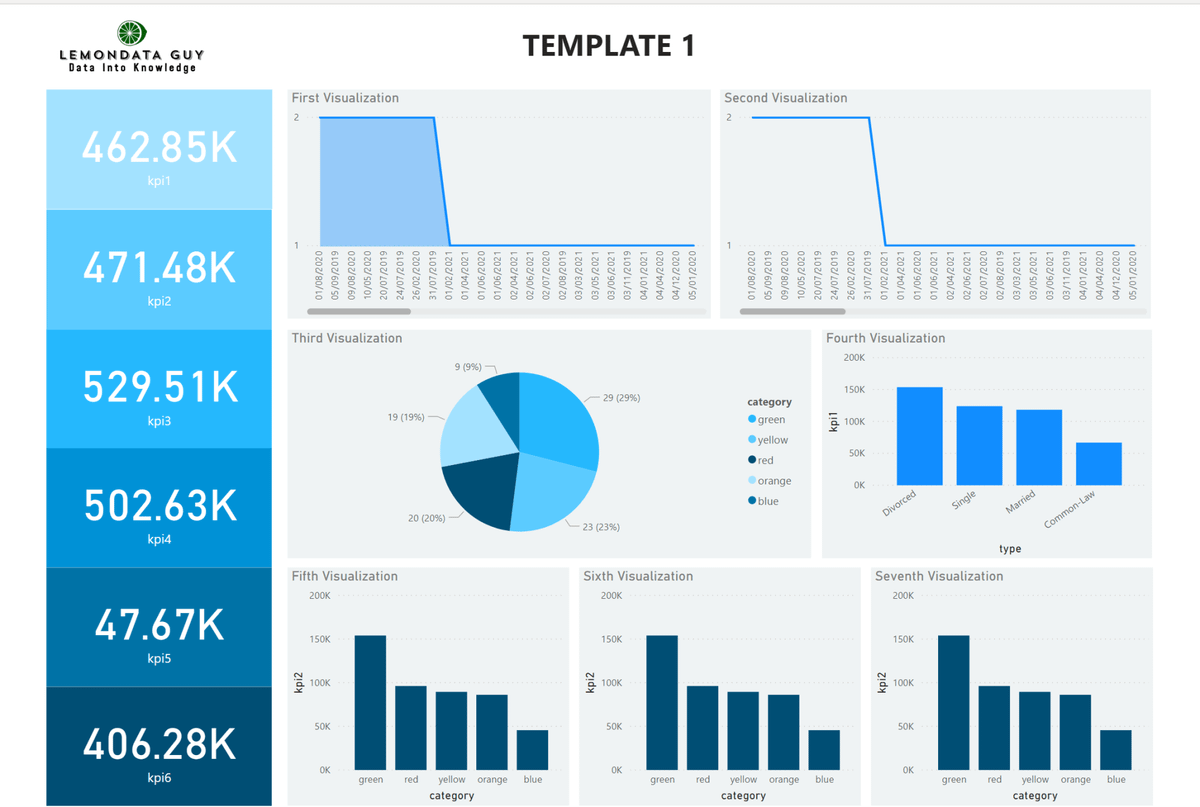 LEMONDATA GUY
Data Into Knowledge
TEMPLATE 1
462.85K
kpi1
471.48K
kpi2
529.51K
kpi3
502.63K
kpi4
47.67K
kpi5
406.28K
kpi6
First Visualization
2
1
01/08/2020
05/09/2019
09/08/2020
10/05/2020
20/07/2019
24/07/2019
26/02/2020
31/07/2019
01/02/2021
01/04/2021
01/06/2020
01/06/2021
02/04/2021
02/06/2021
02/07/2020
02/08/2019
03/03/2021
03/05/2021
03/06/2021
03/11/2019
04/01/2021
04/04/2020
04/12/2021
05/01/2020
Second Visualization
2
1
01/08/2020
05/09/2019
09/08/2020
10/05/2020
20/07/2019
24/07/2019
26/02/2020
31/07/2019
01/02/2021
01/04/2021
01/06/2020
01/06/2021
02/04/2021
02/06/2021
02/07/2020
02/08/2019
03/03/2021
03/05/2021
03/06/2021
03/11/2019
04/01/2021
04/04/2020
04/12/2021
05/01/2020
Third Visualization
9 (9%)
29 (29%)
19 (19%)
20 (20%)
23 (23%)
category
green
yellow
red
orange
blue
Fourth Visualization
200K
150K
100K
50K
0K
kpi1
Divorced
Single
Married
Common-Law
type
Fifth Visualization
200K
150K
100K
50K
0K
kpi2
green red yellow orange blue
category
Sixth Visualization
200K
150K
100K
50K
0K
kpi2
green red yellow orange blue
category
Seventh Visualization
200K
150K
100K
50K
0K
kpi2
green red yellow orange blue
category